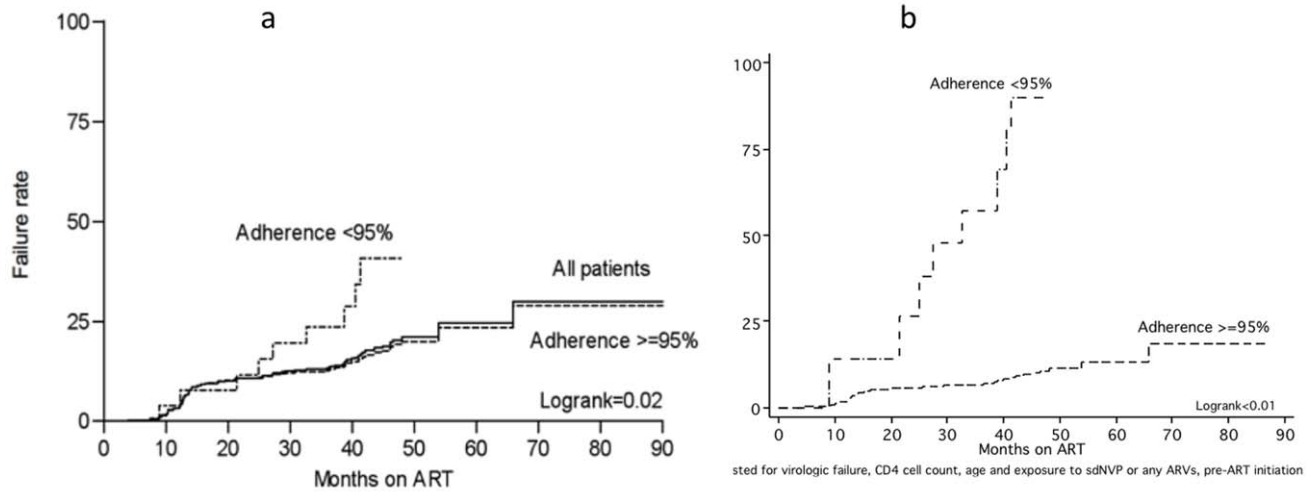 a
100
75
50
25
0
Failure rate
Adherence <95%
All patients
Adherence >=95%
Logrank=0.02
0 10 20 30 40 50 60 70 80 90
Months on ART
b
100
75
50
25
0
Adherence <95%
Adherence >=95%
Logrank<0.01
0 10 20 30 40 50 60 70 80 90
Months on ART
sted for virologic failure, CD4 cell count, age and exposure to sdNVP or any ARVs, pre-ART initiation